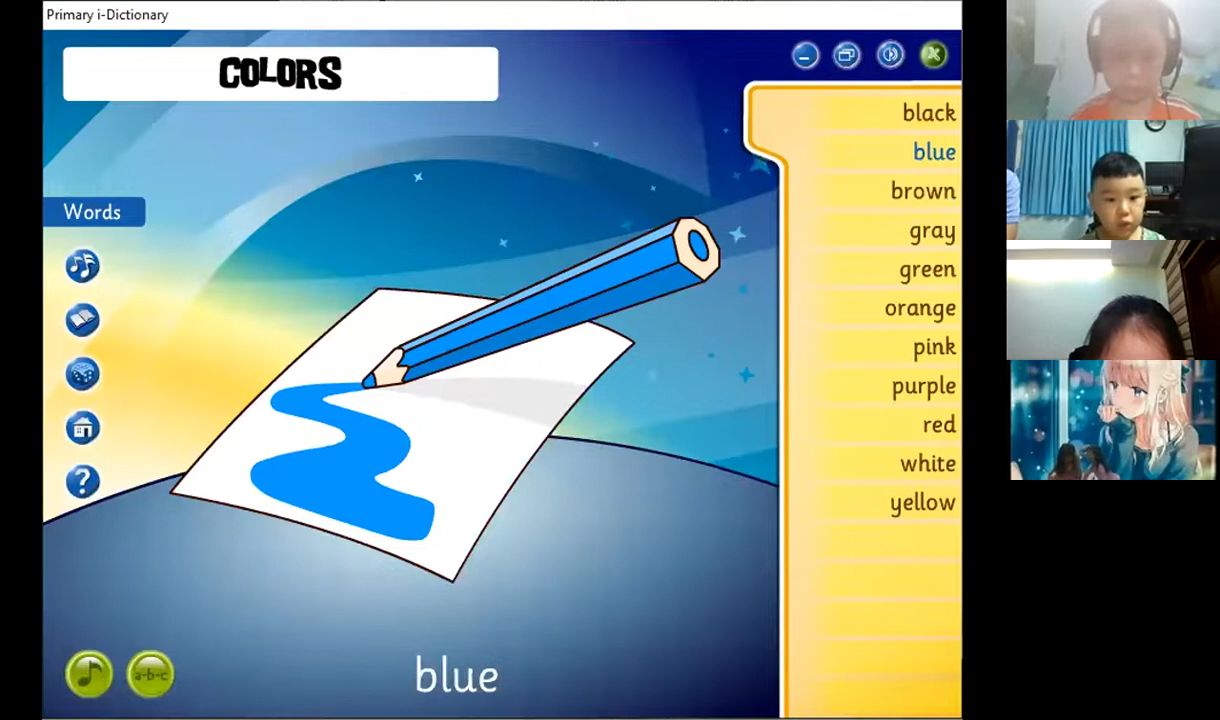 Primary i-Dictionary
COLORS
Words
black
blue
brown
gray
green
orange
pink
purple
red
white
yellow
a-b-c
blue